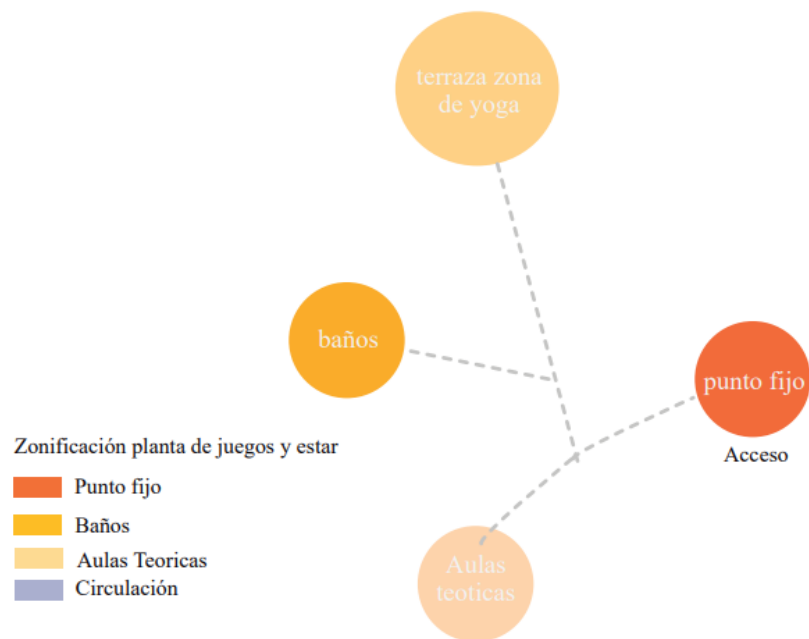 terraza zona
de yoga
baños
punto fijo
Acceso
Zonificación planta de juegos y estar
Punto fijo
Baños
Aulas Teoricas
Circulación
Aulas
teoticas